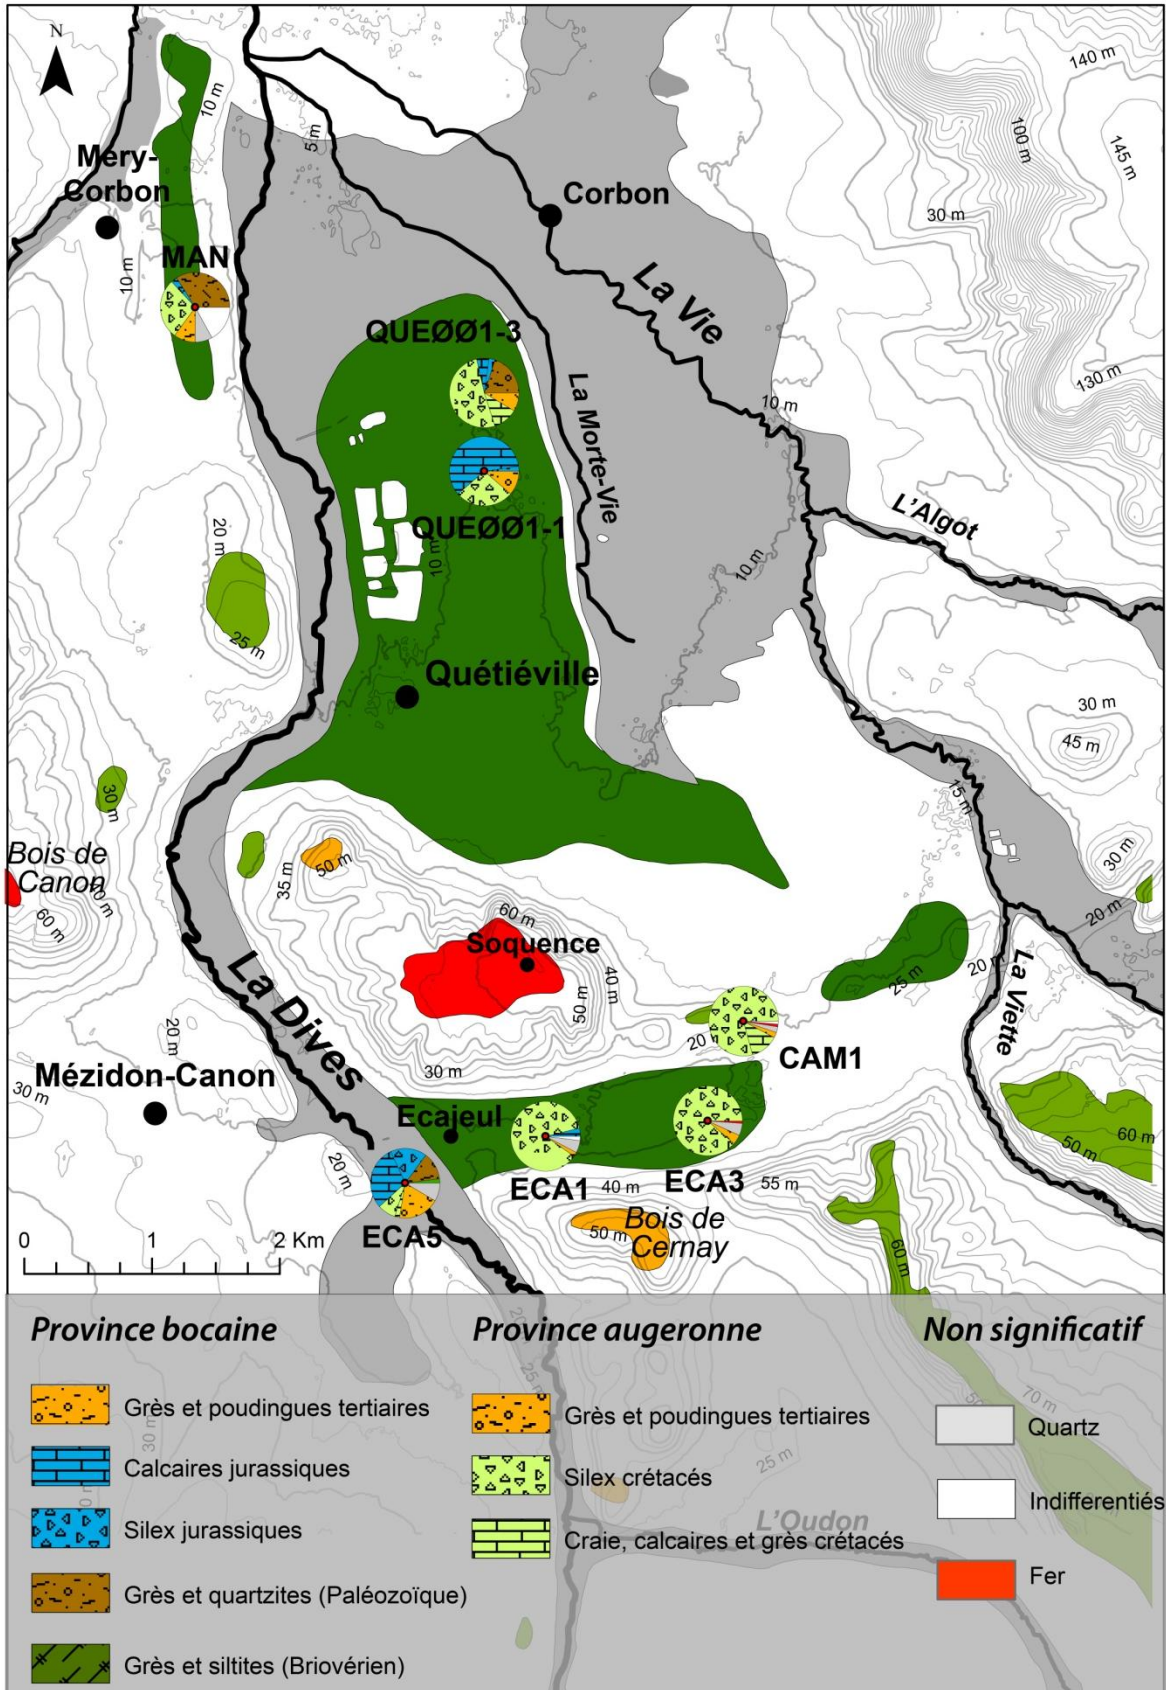 N
140 m
10 m
100 m
145 m
5 m
Mery-
Corbon
Corbon
30 m
MAN
10 m
La Vie
QUEØØ1-3
La Morte-Vie
130 m
10 m
L'Algot
QUEØØ1-1
20 m
10 m
10 m
25 m
Quétiéville
30 m
45 m
30 m
15 m
Bois de
Canon
35 m
50 m
30 m
60 m
20 m
60 m
Soquence
40 m
50 m
25 m
20 m
La Dives
La Viette
20 m
20 m
CAM1
Mézidon-Canon
30 m
30 m
Ecajeul
60 m
50 m
20 m
ECA1
40 m
ECA3
55 m
ECA5
Bois de
Cernay
50 m
60 m
0 1 2 Km
Province bocaine
Grès et poudingues tertiaires
Calcaires jurassiques
Silex jurassiques
Grès et quartzites (Paléozoïque)
Grès et siltites (Briovérien)
Province augeronne
Grès et poudingues tertiaires
Silex crétacés
Craie, calcaires et grès crétacés
Non significatif
Quartz
Indifferentiés
Fer
20 m
25 m
30 m
70 m
25 m
L'Oudon